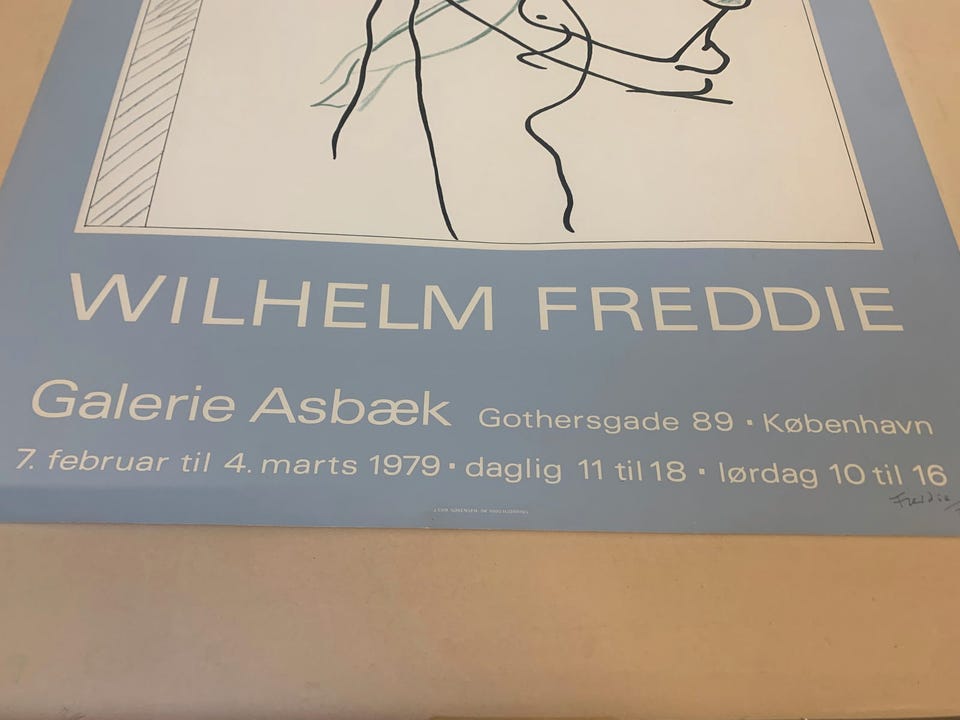 WILHELM FREDDIE
Galerie Asbæk Gothersgade 89 · København
7. februar til 4. marts 1979 · daglig 11 til 18 · lørdag 10 til 16
Freddie